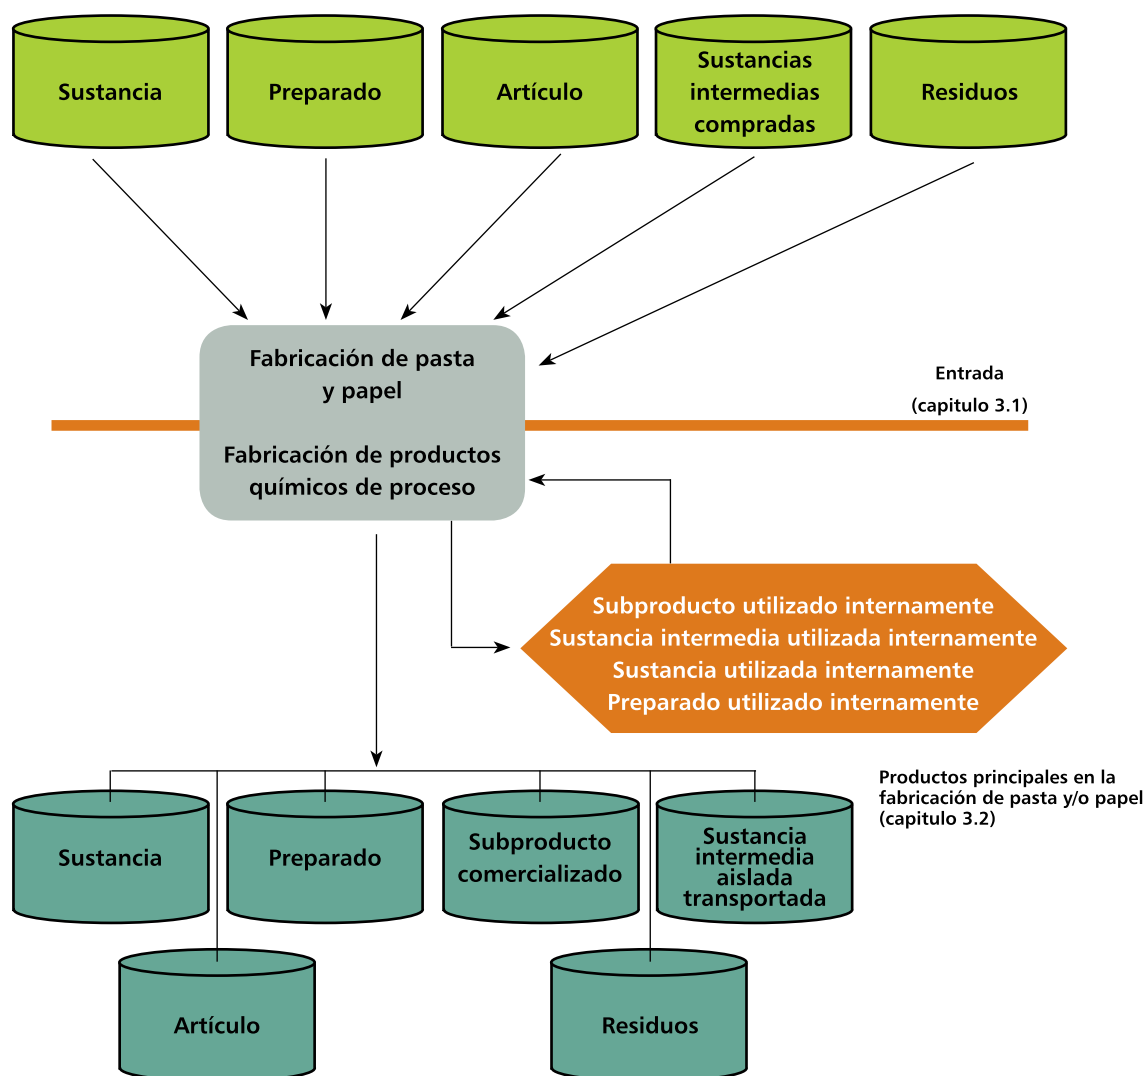 Sustancia
Preparado
Artículo
Sustancias
intermedias
compradas
Residuos
Fabricación de pasta
y papel
Fabricación de productos
químicos de proceso
Entrada
(capitulo 3.1)
Subproducto utilizado internamente
Sustancia intermedia utilizada internamente
Sustancia utilizada internamente
Preparado utilizado internamente
Productos principales en la
fabricación de pasta y/o papel
(capitulo 3.2)
Sustancia
Preparado
Subproducto
comercializado
Sustancia
intermedia
aislada
transportada
Artículo
Residuos